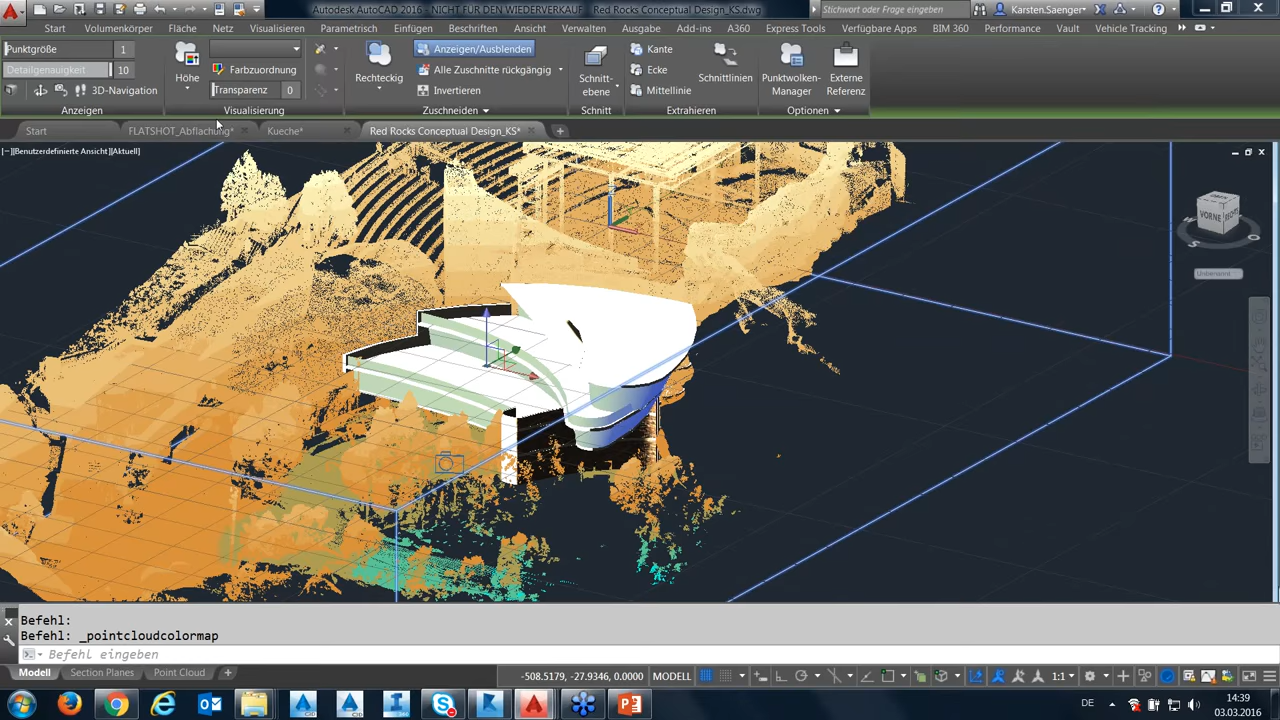 Autodesk AutoCAD 2016 - NICHT FÜR DEN WIEDERVERKAUF Red Rocks Conceptual Design_KS.dwg
Stichwort oder Frage eingeben
Karsten.Saenger
Start Volumenkörper Fläche Netz Visualisieren Parametrisch Einfügen Beschriften Ansicht Verwalten Ausgabe Add-ins A360 Express Tools Verfügbare Apps BIM 360 Performance Vault Vehicle Tracking
Punktgröße 1
Detailgenauigkeit 10
3D-Navigation
Anzeigen
Höhe
Farbzuordnung
Transparenz 0
Visualisierung
Rechteckig
Anzeigen/Ausblenden
Alle Zuschnitte rückgängig
Invertieren
Zuschneiden
Schnitt-
ebene
Schnitt
Kante
Ecke
Mittellinie
Schnittlinien
Extrahieren
Punktwolken-
Manager
Externe
Referenz
Optionen
Start FLATSHOT_Abflachung* Kueche* Red Rocks Conceptual Design_KS*
[−][Benutzerdefinierte Ansicht][Aktuell]
VORNE
RECHTS
Unbenannt
Befehl:
Befehl: _pointcloudcolormap
Befehl eingeben
Modell Section Planes Point Cloud
-508.5179, -27.9346, 0.0000 MODELL 1:1
DE 14:39
03.03.2016